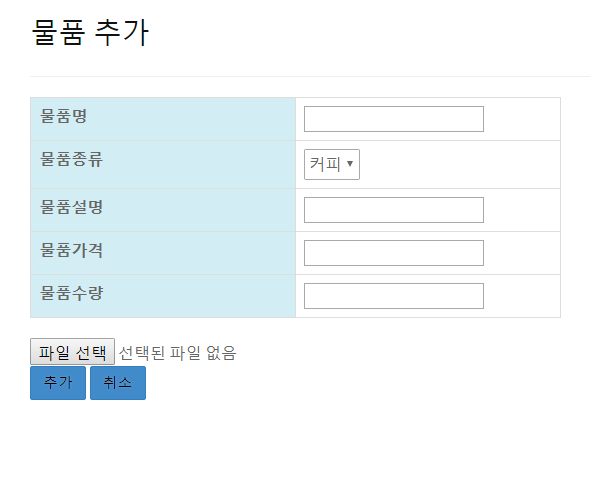 물품 추가
물품명
물품종류 커피
물품설명
물품가격
물품수량
파일 선택 선택된 파일 없음
추가 취소